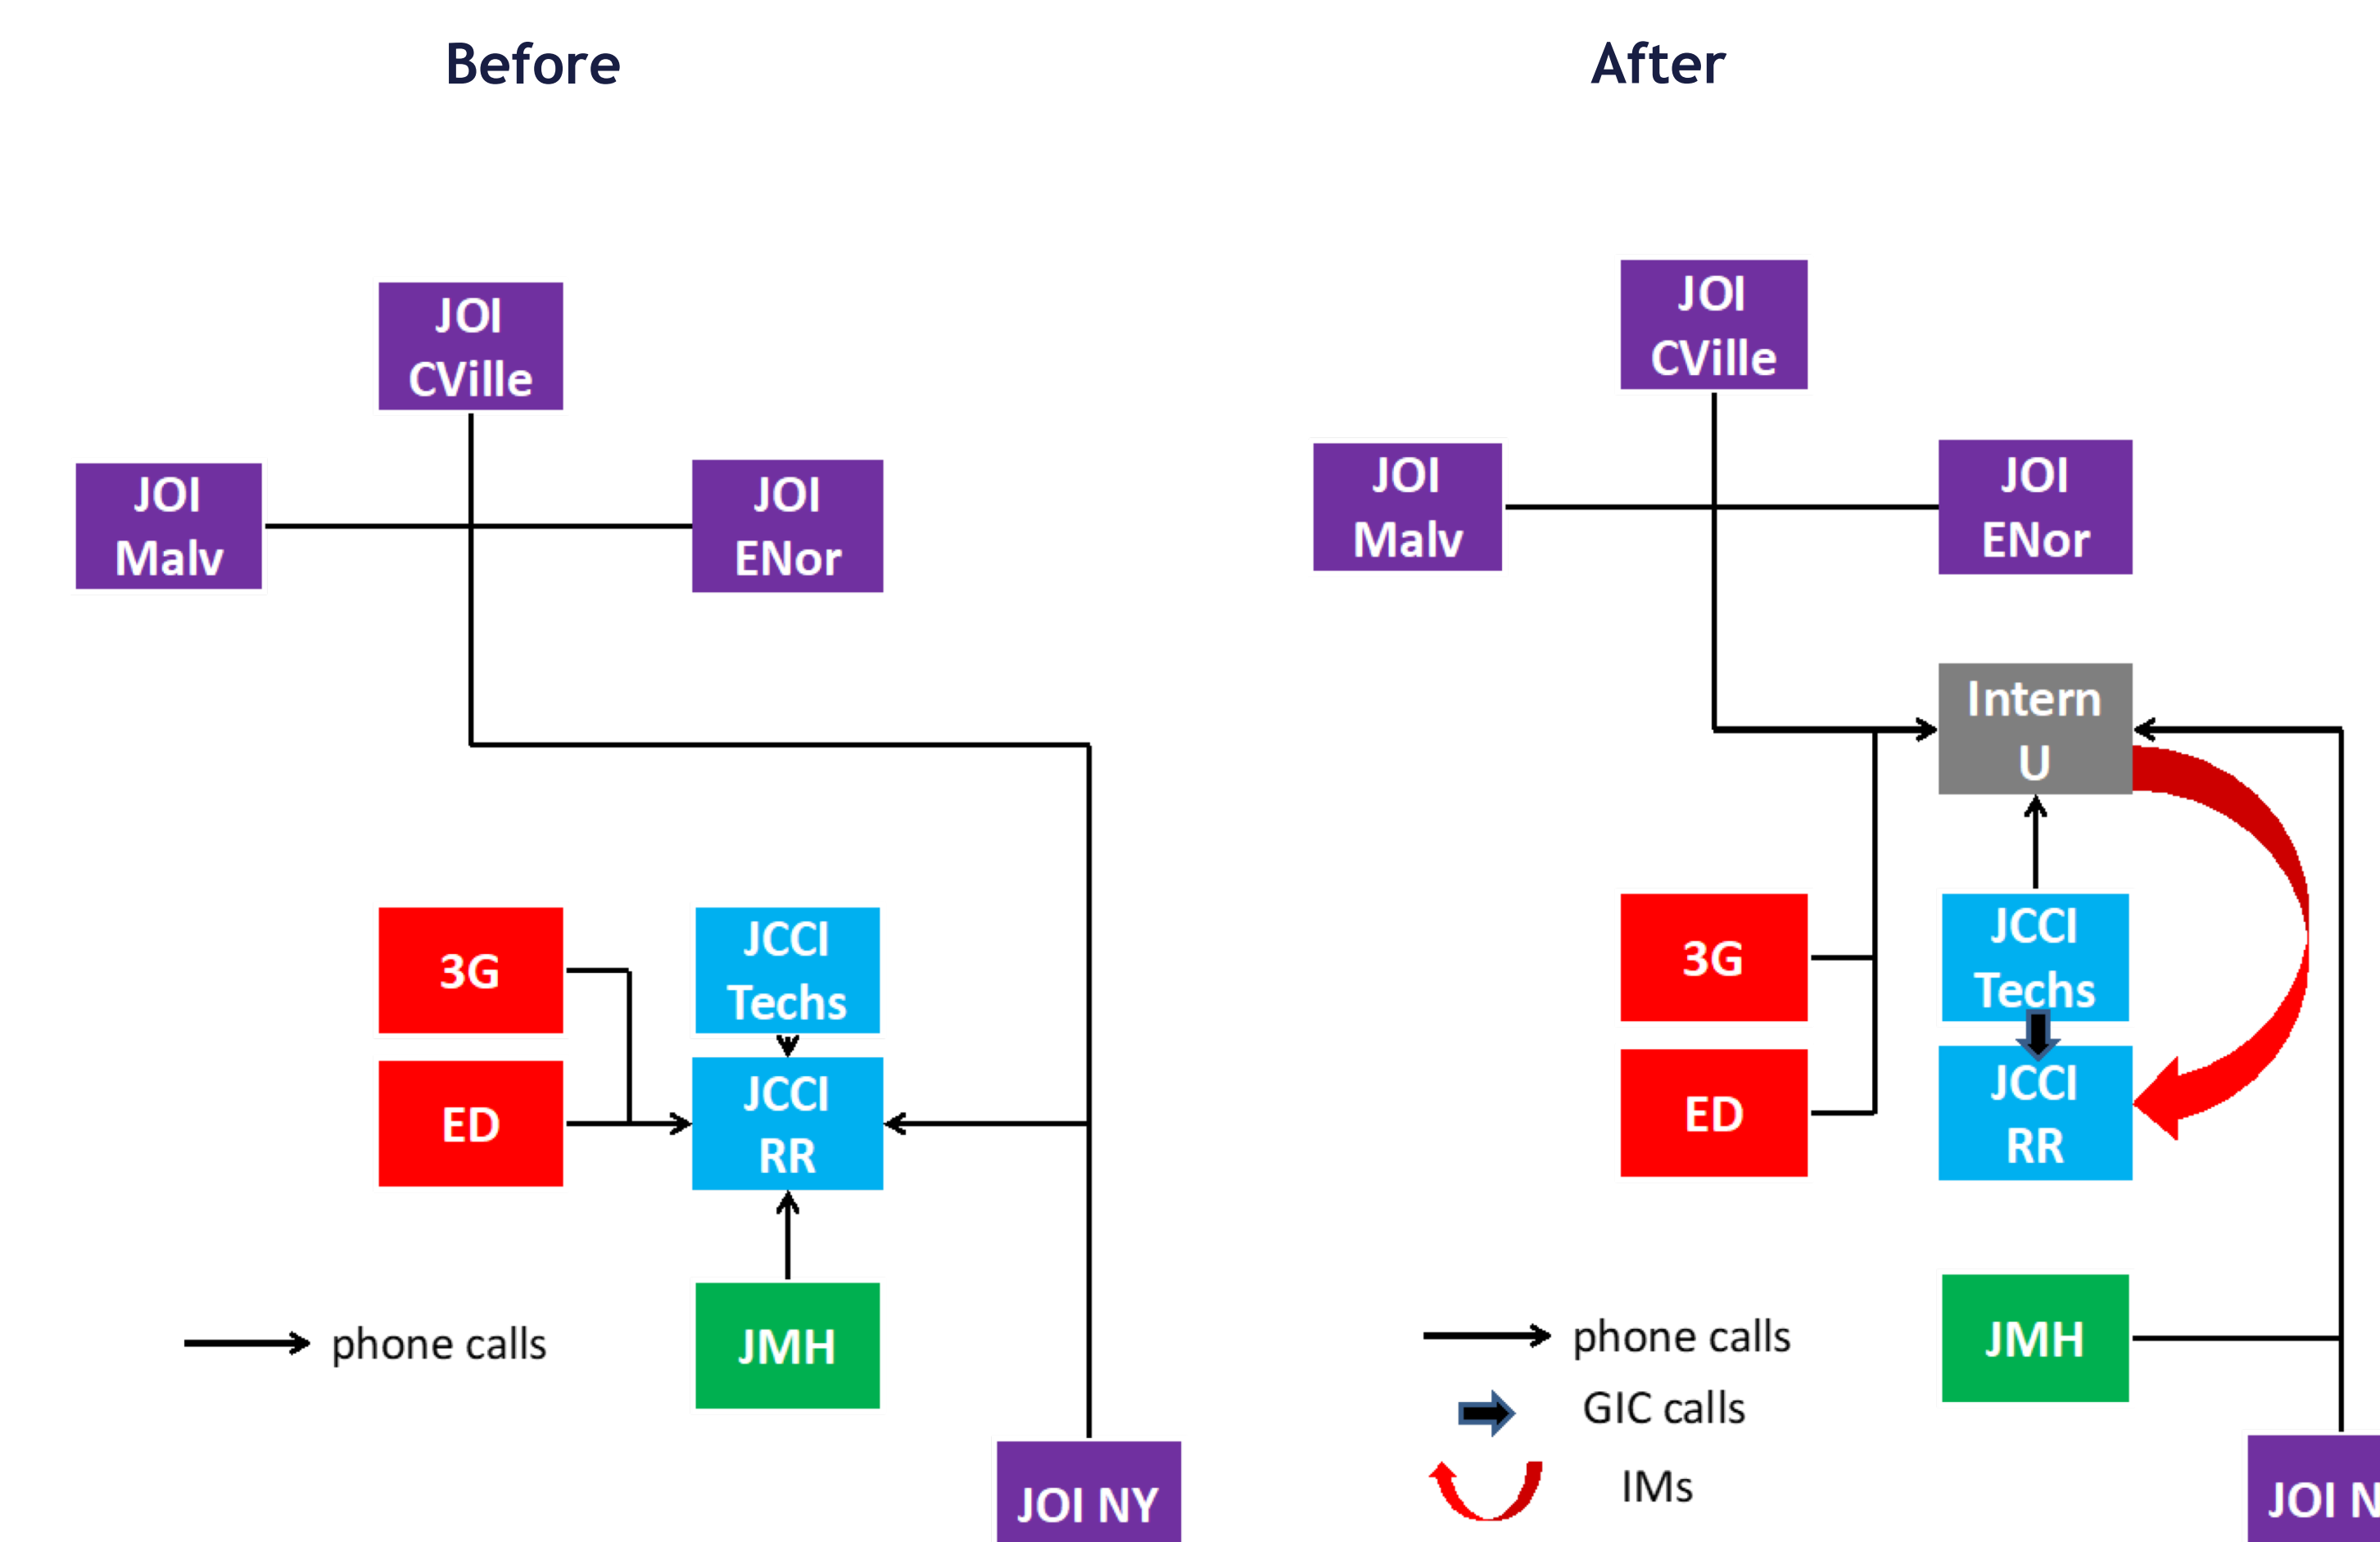 Before
JOI
CVille
JOI
Malv
JOI
ENor
3G
JCCI
Techs
ED
JCCI
RR
JMH
phone calls
JOI NY
After
JOI
CVille
JOI
Malv
JOI
ENor
Intern
U
3G
JCCI
Techs
ED
JCCI
RR
JMH
phone calls
GIC calls
IMs
JOI N